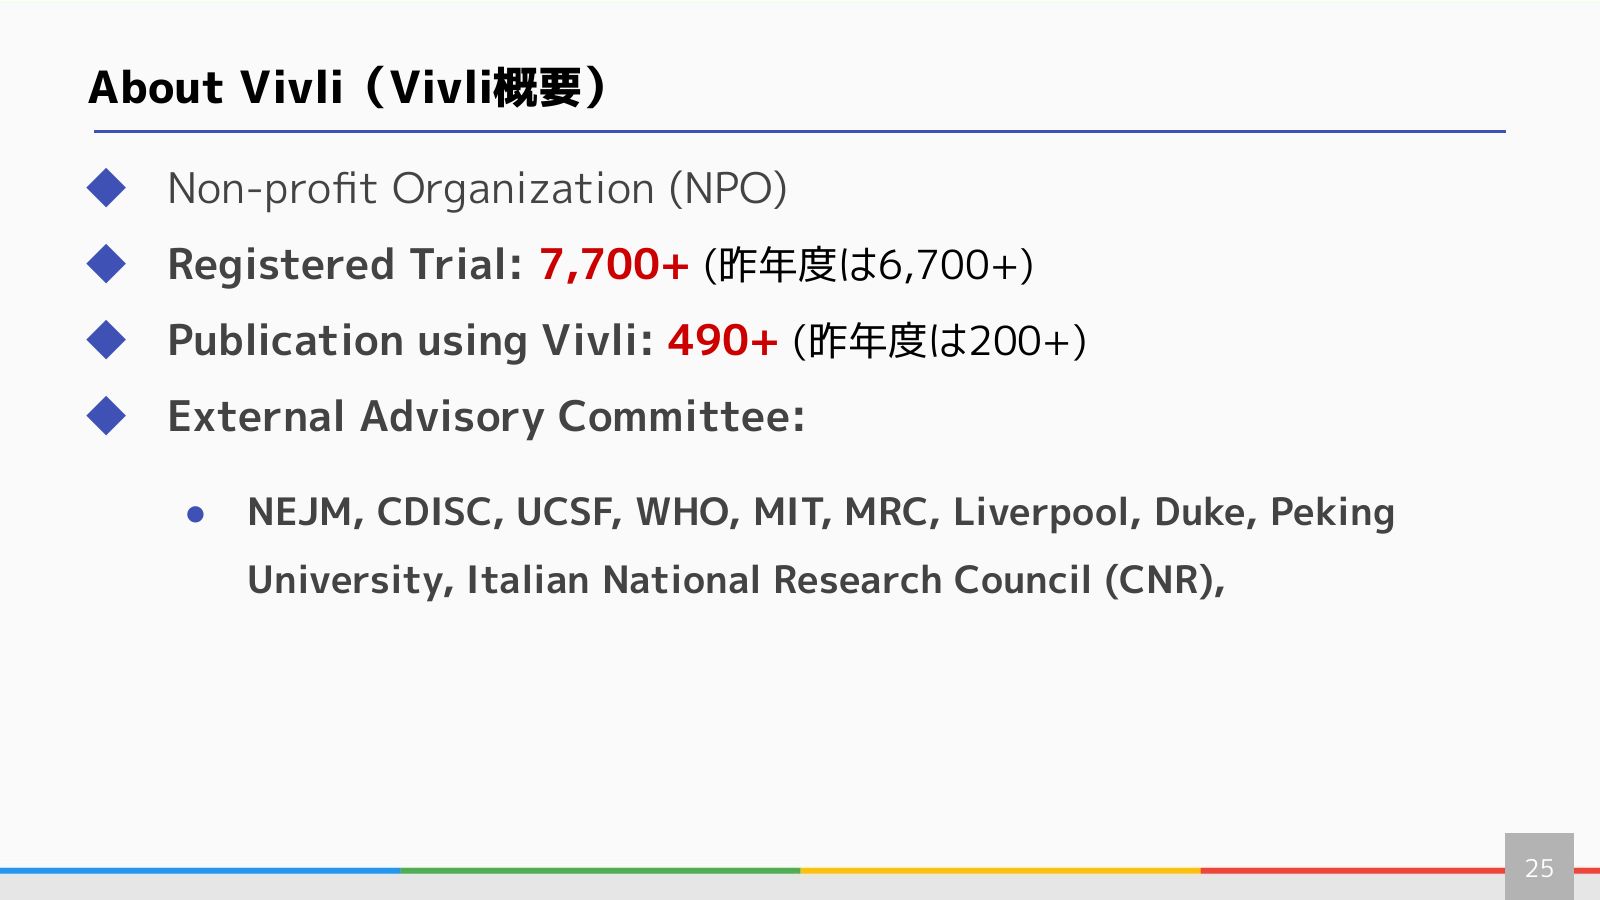 About Vivli（Vivli概要）
Non-profit Organization (NPO)
Registered Trial: 7,700+ (昨年度は6,700+)
Publication using Vivli: 490+ (昨年度は200+)
External Advisory Committee:
NEJM, CDISC, UCSF, WHO, MIT, MRC, Liverpool, Duke, Peking
University, Italian National Research Council (CNR),
25